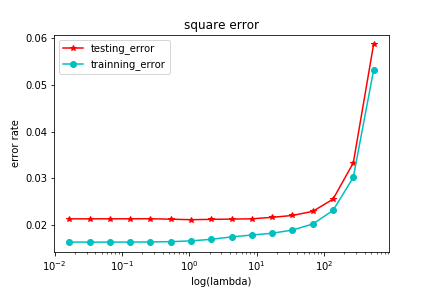 square error
testing_error
trainning_error
0.06
0.05
0.04
0.03
0.02
error rate
10⁻² 10⁻¹ 10⁰ 10¹ 10²
log(lambda)